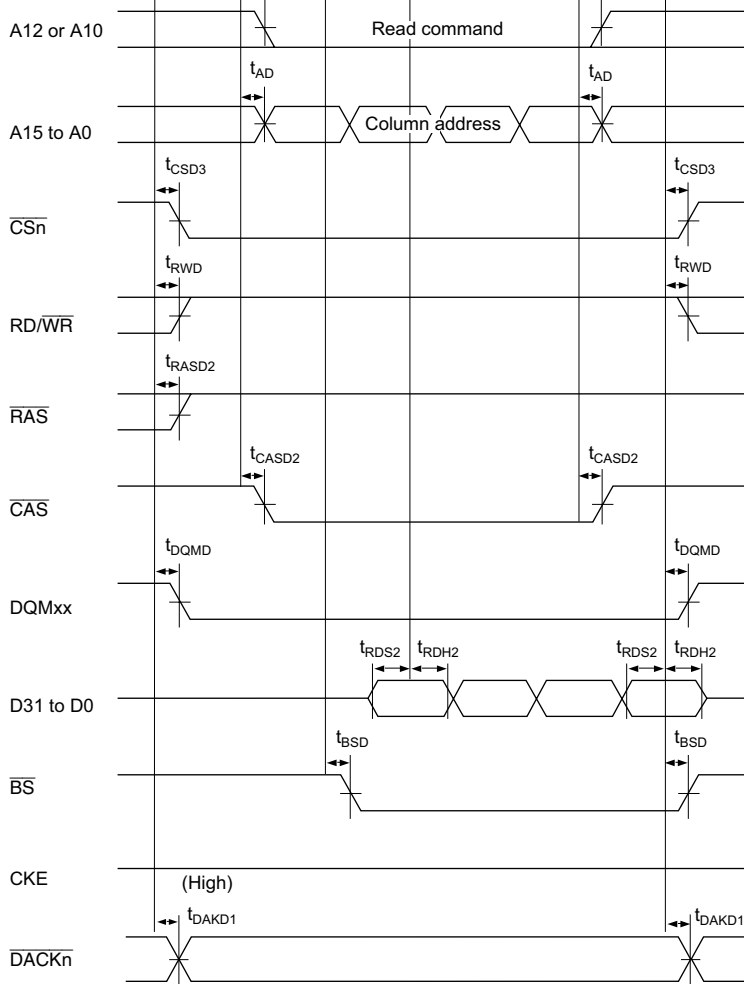 A12 or A10 Read command
tAD tAD
A15 to A0 Column address
tCSD3 tCSD3
CSn
tRWD tRWD
RD/WR
tRASD2
RAS
tCASD2 tCASD2
CAS
tDQMD tDQMD
DQMxx
tRDS2 tRDH2 tRDS2 tRDH2
D31 to D0
tBSD tBSD
BS
CKE (High)
tDAKD1 tDAKD1
DACKn